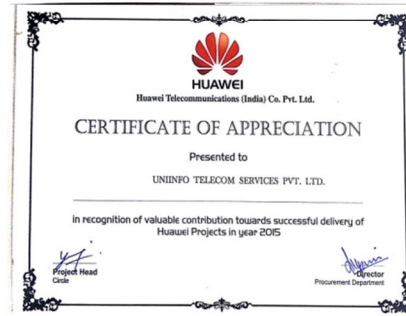 HUAWEI
Huawei Telecommunications (India) Co. Pvt. Ltd.
CERTIFICATE OF APPRECIATION
Presented to
UNIINFO TELECOM SERVICES PVT. LTD.
in recognition of valuable contribution towards successful delivery of
Huawei Projects in year 2015
Project Head
Circle
Director
Procurement Department